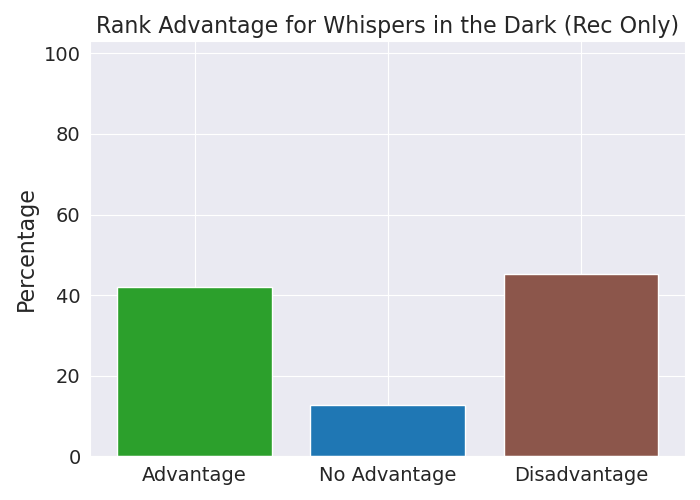 Rank Advantage for Whispers in the Dark (Rec Only)
Percentage
100
80
60
40
20
0
Advantage
No Advantage
Disadvantage